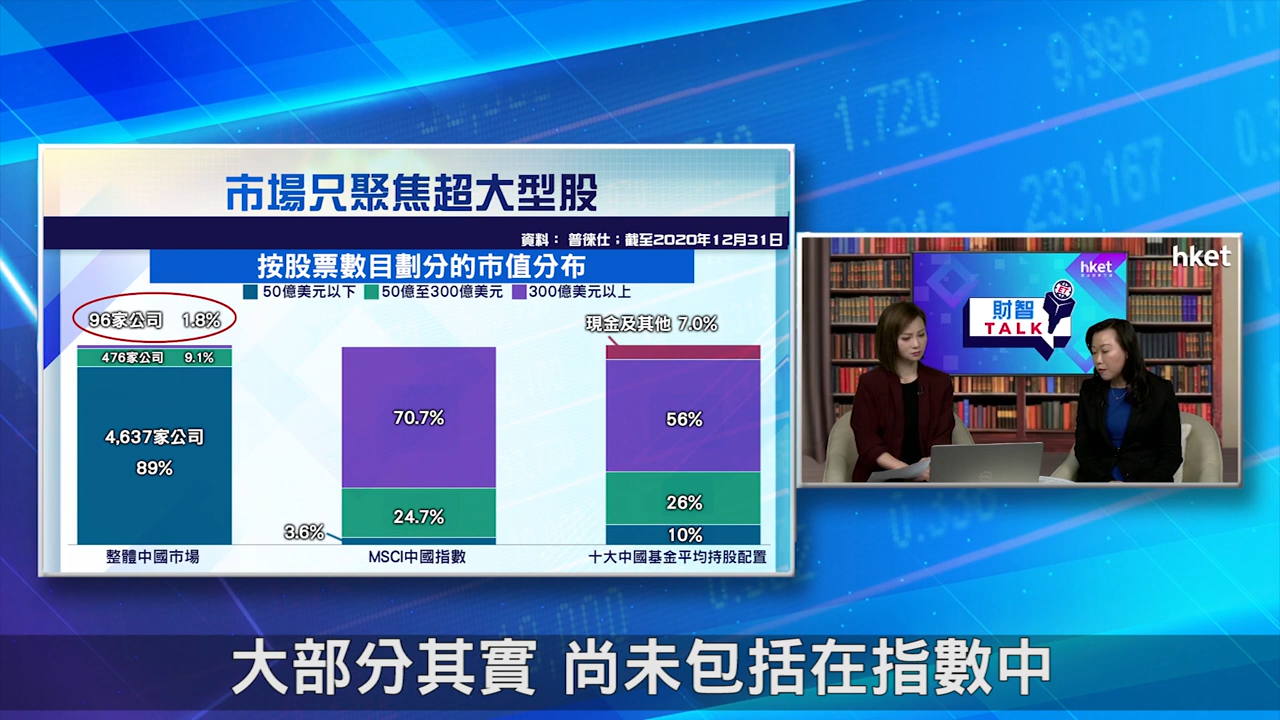 市場只聚焦超大型股
資料： 普徠仕；截至2020年12月31日
按股票數目劃分的市值分布
50億美元以下 50億至300億美元 300億美元以上
96家公司 1.8%
476家公司 9.1%
4,637家公司
89%
整體中國市場
70.7%
24.7%
3.6%
MSCI中國指數
現金及其他 7.0%
56%
26%
10%
十大中國基金平均持股配置
hket
hket
財智
TALK
大部分其實 尚未包括在指數中
1.720
9,996
233,167